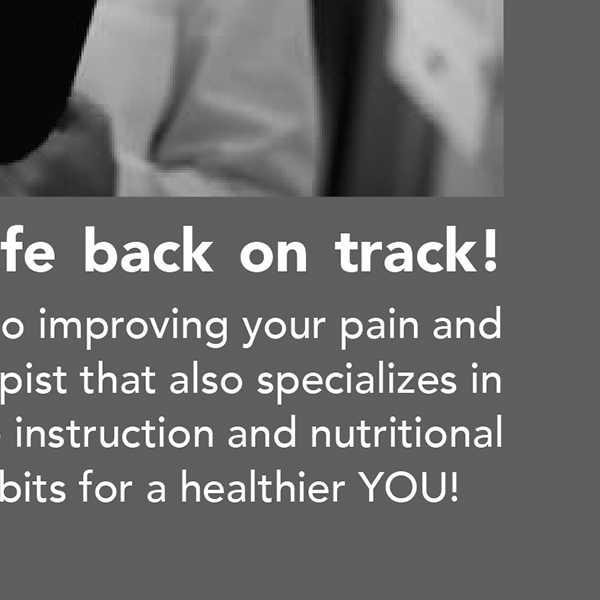 fe back on track!
o improving your pain and
pist that also specializes in
instruction and nutritional
bits for a healthier YOU!